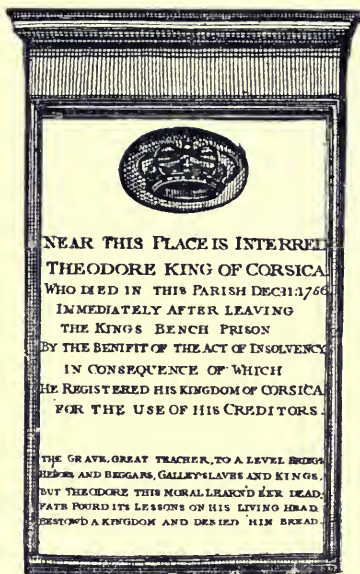 NEAR THIS PLACE IS INTERRED
THEODORE KING OF CORSICA
WHO DIED IN THIS PARISH DEC:11:1766
IMMEDIATELY AFTER LEAVING
THE KINGS BENCH PRISON
BY THE BENIFIT OF THE ACT OF INSOLVENCY
IN CONSEQUENCE OF WHICH
HE REGISTERED HIS KINGDOM OF CORSICA
FOR THE USE OF HIS CREDITORS.
THE GRAVE, GREAT TEACHER, TO A LEVEL BRINGS
HEROES AND BEGGARS, GALLEY SLAVES AND KINGS,
BUT THEODORE THIS MORAL LEARN'D E'ER DEAD,
FATE POUR'D ITS LESSONS ON HIS LIVING HEAD.
BESTOW'D A KINGDOM AND DENIED HIM BREAD.